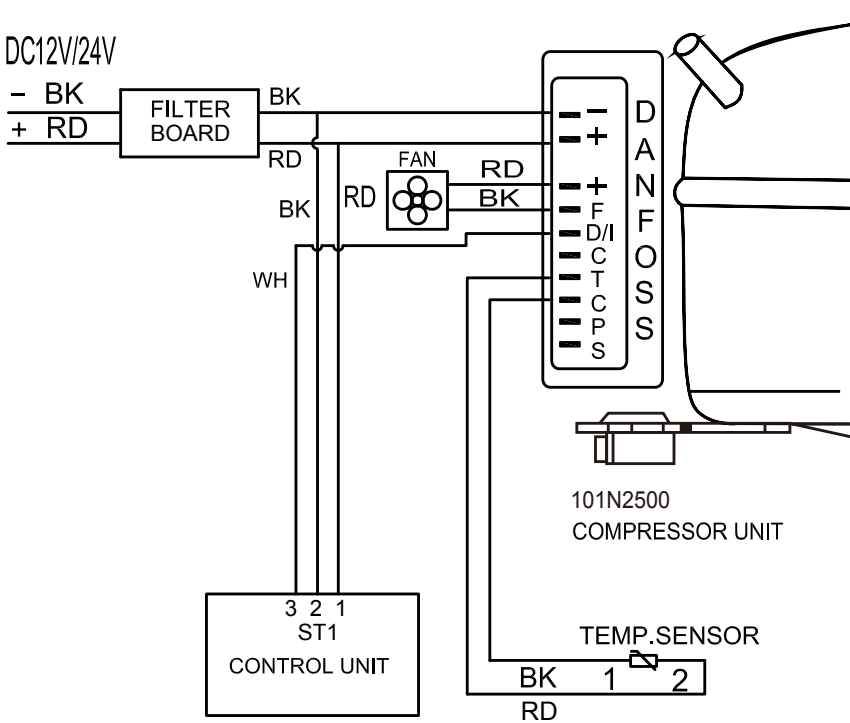 DC12V/24V
− BK
+ RD
FILTER
BOARD
BK
RD
FAN
RD
RD
BK
BK
WH
−
+
+
F
D/I
C
T
C
P
S
DANFOSS
101N2500
COMPRESSOR UNIT
3 2 1
ST1
CONTROL UNIT
TEMP.SENSOR
BK 1 2
RD